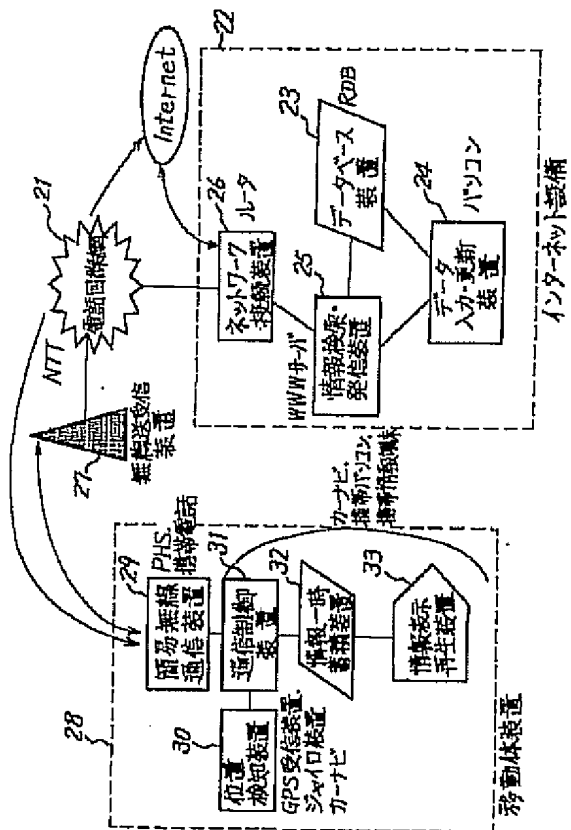 28
29
簡易無線
通信装置
PHS.
携帯電話
30
位置
検知装置
GPS受信装置.
ジャイロ装置
カーナビ
31
通信制御
装置
32
情報一時
蓄積装置
33
情報表示
再生装置
カーナビ.
携帯パソコン.
携帯情報端末
移動体装置
27
無線送受信
装置
NTT
21
電話回線網
Internet
22
26
ネットワーク
接続装置
ルータ
WWWサーバ
25
情報検索・
発信装置
23
データベース
装置
RDB
24
データ
入力・更新
装置
パソコン
インターネット設備